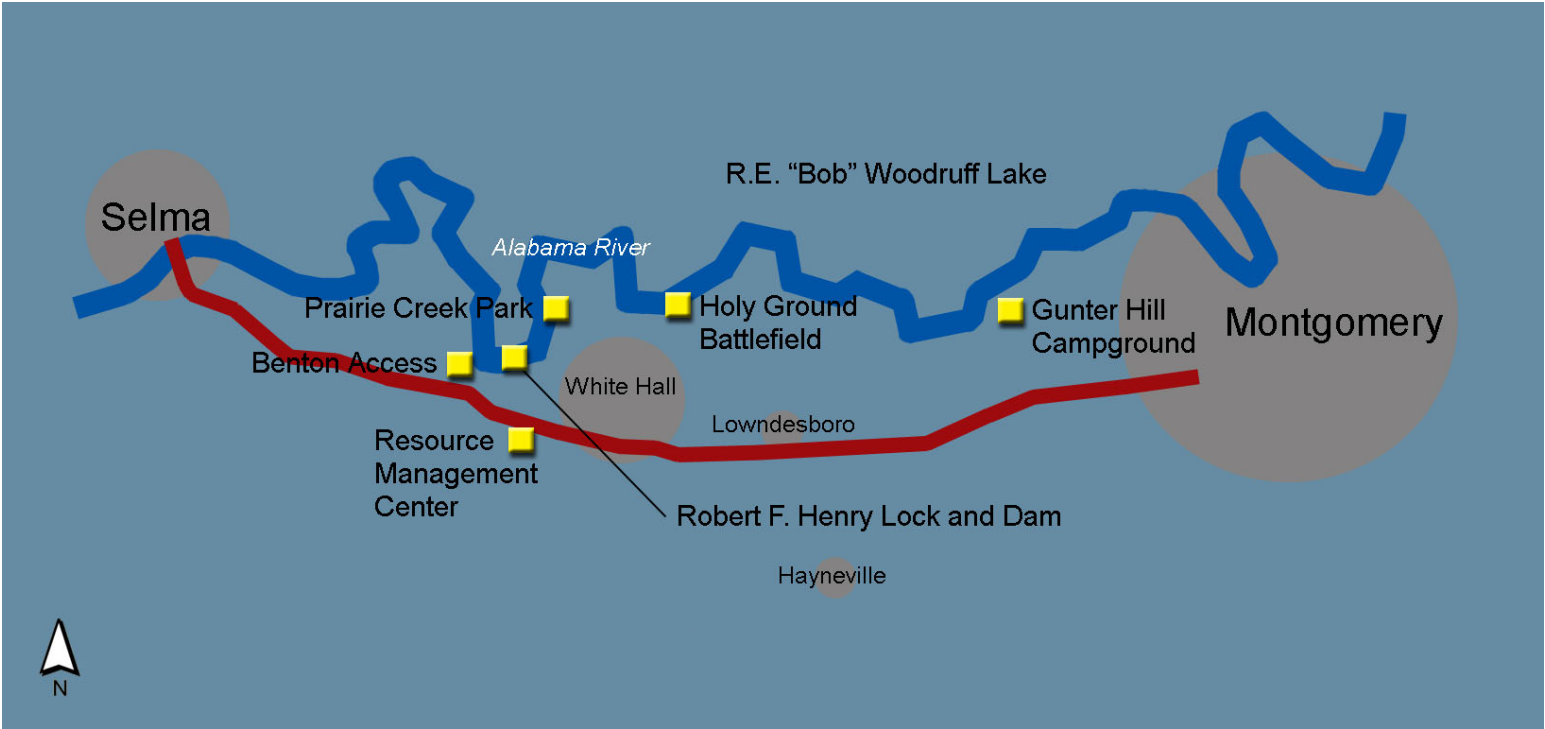 R.E. “Bob” Woodruff Lake
Selma
Alabama River
Prairie Creek Park
Holy Ground
Battlefield
Gunter Hill
Campground
Montgomery
Benton Access
White Hall
Lowndesboro
Resource
Management
Center
Robert F. Henry Lock and Dam
Hayneville
N